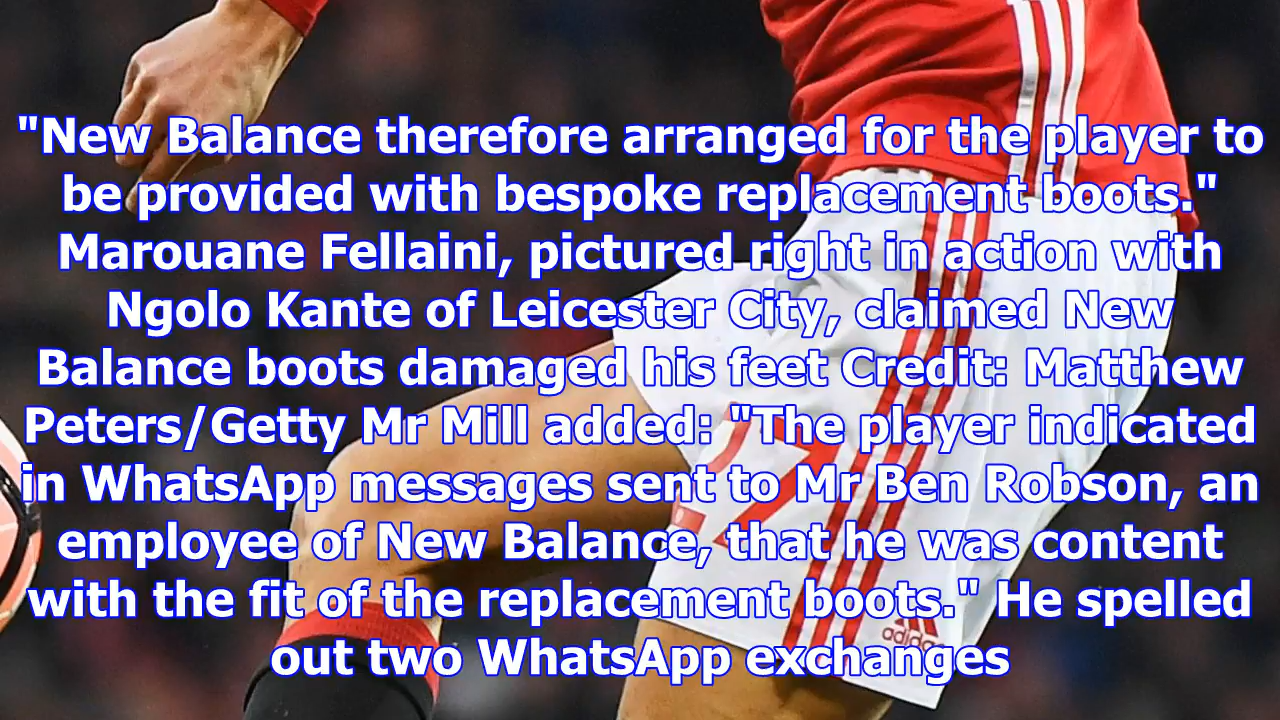 "New Balance therefore arranged for the player to
be provided with bespoke replacement boots."
Marouane Fellaini, pictured right in action with
Ngolo Kante of Leicester City, claimed New
Balance boots damaged his feet Credit: Matthew
Peters/Getty Mr Mill added: "The player indicated
in WhatsApp messages sent to Mr Ben Robson, an
employee of New Balance, that he was content
with the fit of the replacement boots." He spelled
out two WhatsApp exchanges
27
adidas